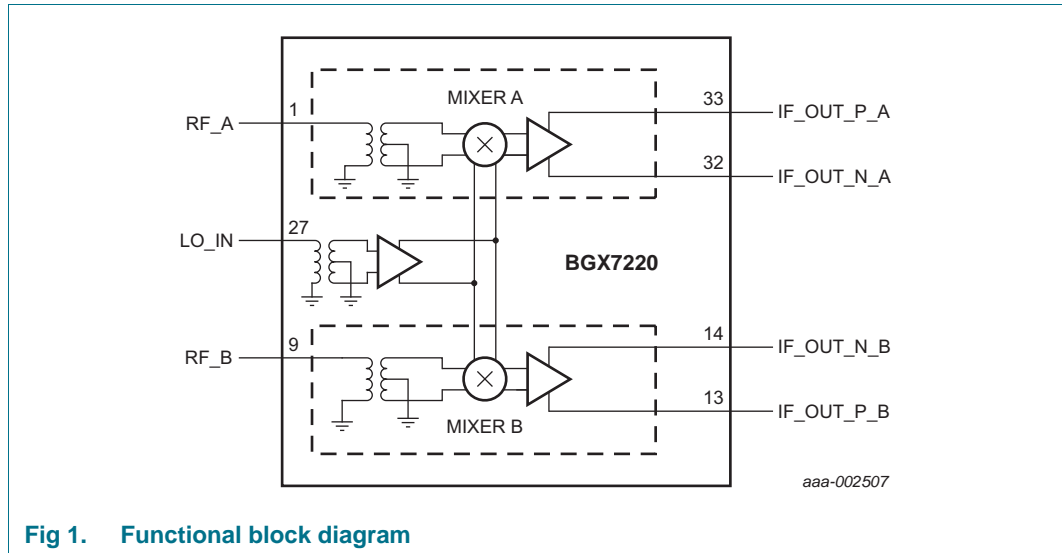 MIXER A
1
RF_A
33
IF_OUT_P_A
32
IF_OUT_N_A
27
LO_IN
BGX7220
9
RF_B
14
IF_OUT_N_B
13
IF_OUT_P_B
MIXER B
aaa-002507
Fig 1. Functional block diagram